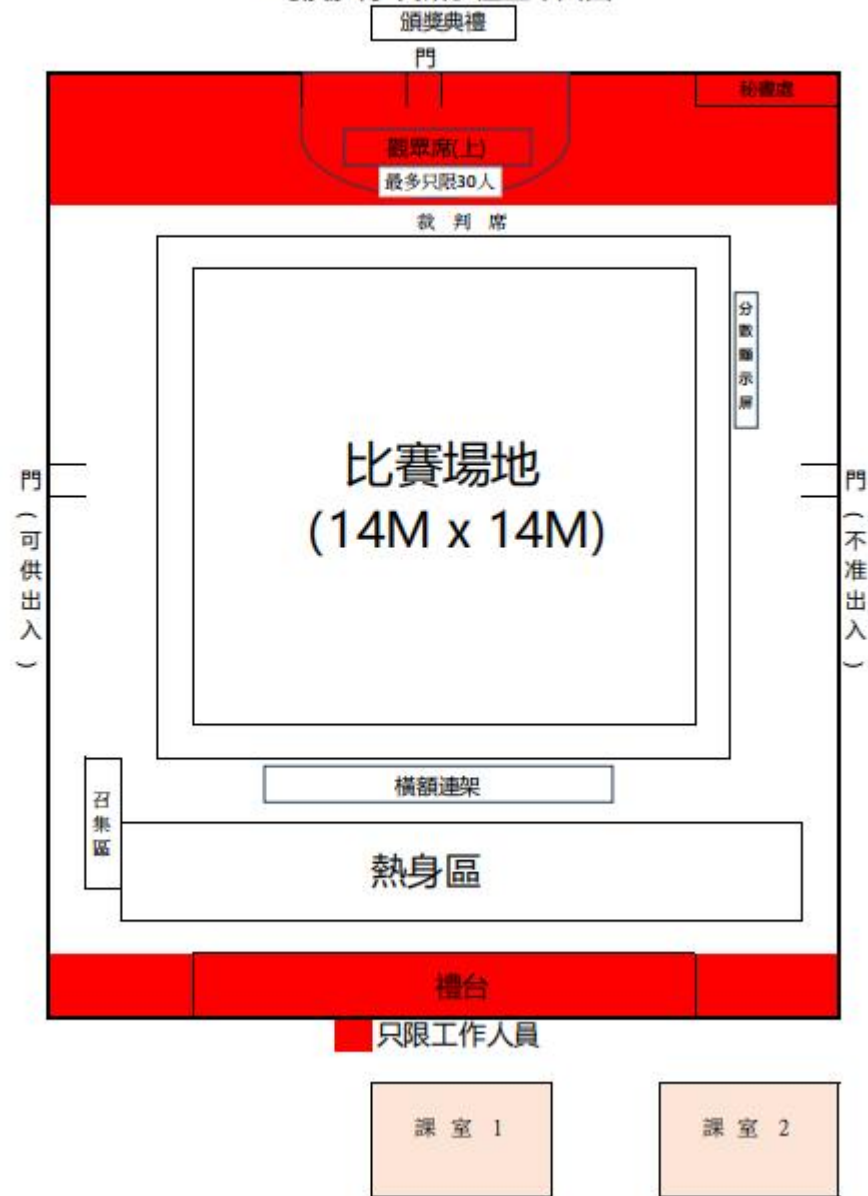 頒獎典禮
門
秘書處
觀眾席(上)
最多只限30人
裁 判 席
分數顯示屏
比賽場地
(14M x 14M)
門(可供出入)
門(不准出入)
橫額連架
召集區
熱身區
禮台
只限工作人員
課 室 1
課 室 2